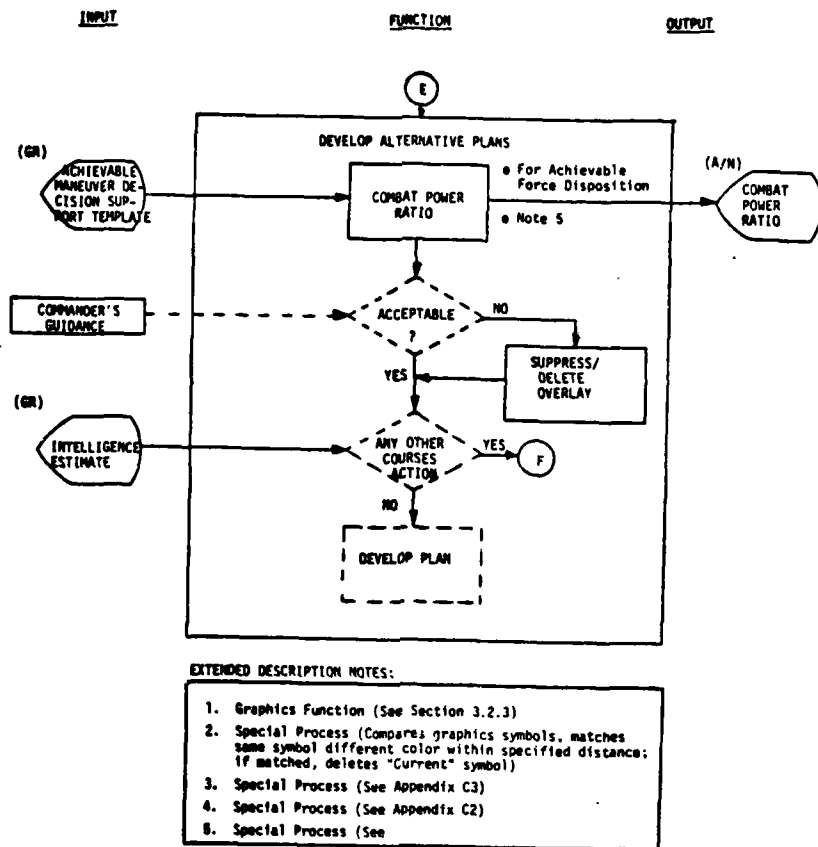 INPUT
FUNCTION
OUTPUT
E
DEVELOP ALTERNATIVE PLANS
(GR)
ACHIEVABLE
MANEUVER DE-
CISION SUP-
PORT TEMPLATE
COMBAT POWER
RATIO
• For Achievable
Force Disposition
• Note 5
(A/N)
COMBAT
POWER
RATIO
COMMANDER'S
GUIDANCE
ACCEPTABLE
?
NO
YES
SUPPRESS/
DELETE
OVERLAY
(GR)
INTELLIGENCE
ESTIMATE
ANY OTHER
COURSES
ACTION
YES
F
NO
DEVELOP PLAN
EXTENDED DESCRIPTION NOTES:
1. Graphics Function (See Section 3.2.3)
2. Special Process (Compares graphics symbols, matches
same symbol different color within specified distance;
if matched, deletes "Current" symbol)
3. Special Process (See Appendix C3)
4. Special Process (See Appendix C2)
5. Special Process (See